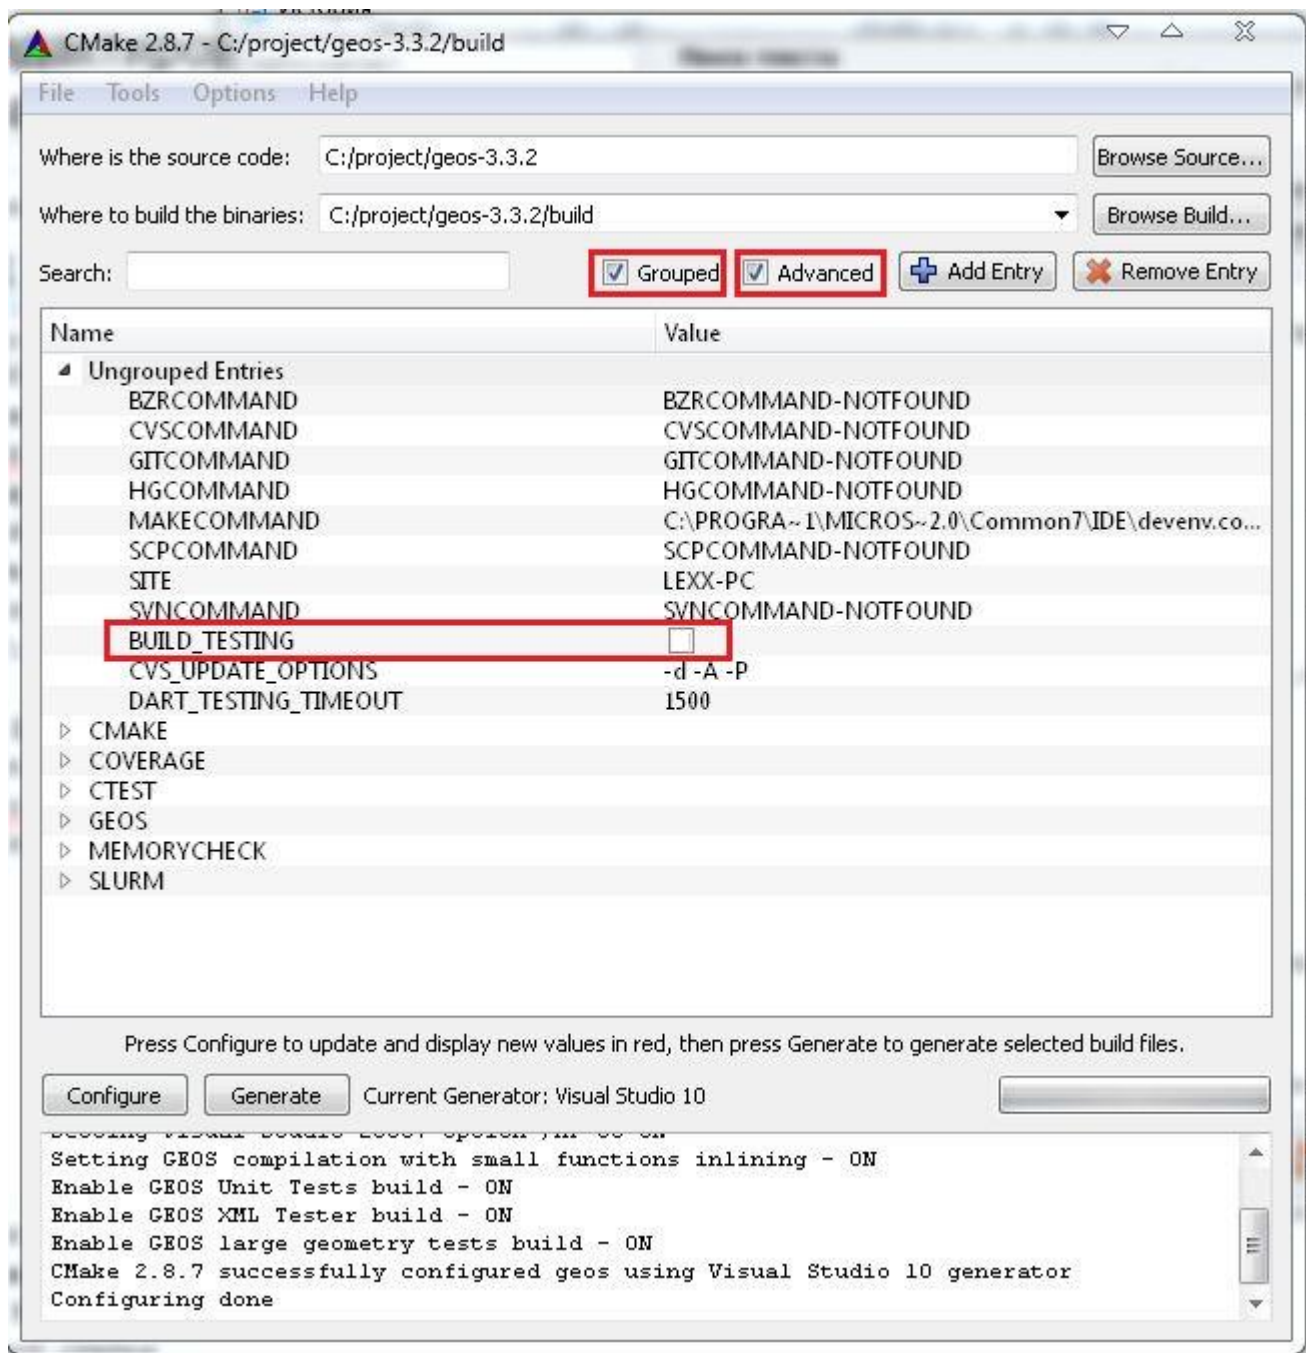 CMake 2.8.7 - C:/project/geos-3.3.2/build
File Tools Options Help
Where is the source code: C:/project/geos-3.3.2 Browse Source...
Where to build the binaries: C:/project/geos-3.3.2/build Browse Build...
Search: Grouped Advanced Add Entry Remove Entry
Name Value
Ungrouped Entries
BZRCOMMAND BZRCOMMAND-NOTFOUND
CVSCOMMAND CVSCOMMAND-NOTFOUND
GITCOMMAND GITCOMMAND-NOTFOUND
HGCOMMAND HGCOMMAND-NOTFOUND
MAKECOMMAND C:\PROGRA~1\MICROS~2.0\Common7\IDE\devenv.co...
SCPCOMMAND SCPCOMMAND-NOTFOUND
SITE LEXX-PC
SVNCOMMAND SVNCOMMAND-NOTFOUND
BUILD_TESTING
CVS_UPDATE_OPTIONS -d -A -P
DART_TESTING_TIMEOUT 1500
CMAKE
COVERAGE
CTEST
GEOS
MEMORYCHECK
SLURM
Press Configure to update and display new values in red, then press Generate to generate selected build files.
Configure Generate Current Generator: Visual Studio 10
Setting GEOS compilation with small functions inlining - ON
Enable GEOS Unit Tests build - ON
Enable GEOS XML Tester build - ON
Enable GEOS large geometry tests build - ON
CMake 2.8.7 successfully configured geos using Visual Studio 10 generator
Configuring done